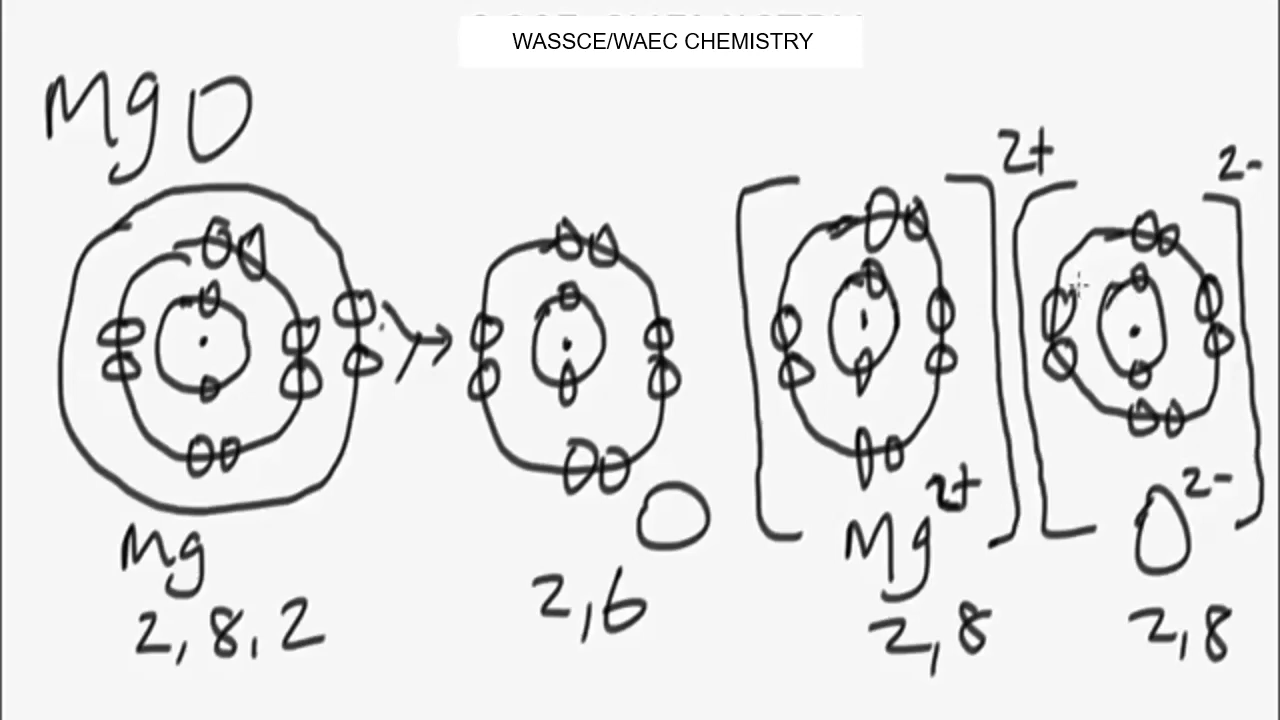 WASSCE/WAEC CHEMISTRY
MgO
2+
2-
Mg
O
Mg2+
O2-
2,8,2
2,6
2,8
2,8